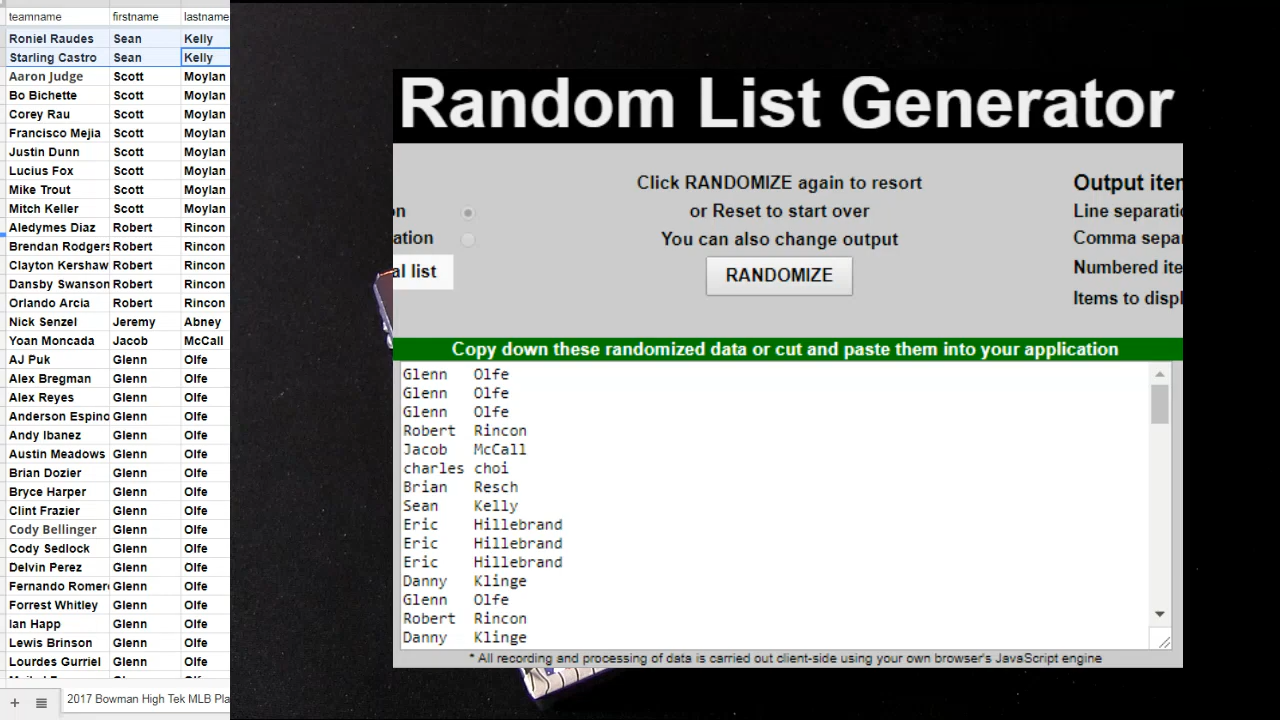 teamname firstname lastname
Roniel Raudes Sean Kelly
Starling Castro Sean Kelly
Aaron Judge Scott Moylan
Bo Bichette Scott Moylan
Corey Rau Scott Moylan
Francisco Mejia Scott Moylan
Justin Dunn Scott Moylan
Lucius Fox Scott Moylan
Mike Trout Scott Moylan
Mitch Keller Scott Moylan
Aledymes Diaz Robert Rincon
Brendan Rodgers Robert Rincon
Clayton Kershaw Robert Rincon
Dansby Swanson Robert Rincon
Orlando Arcia Robert Rincon
Nick Senzel Jeremy Abney
Yoan Moncada Jacob McCall
AJ Puk Glenn Olfe
Alex Bregman Glenn Olfe
Alex Reyes Glenn Olfe
Anderson Espino Glenn Olfe
Andy Ibanez Glenn Olfe
Austin Meadows Glenn Olfe
Brian Dozier Glenn Olfe
Bryce Harper Glenn Olfe
Clint Frazier Glenn Olfe
Cody Bellinger Glenn Olfe
Cody Sedlock Glenn Olfe
Delvin Perez Glenn Olfe
Fernando Romero Glenn Olfe
Forrest Whitley Glenn Olfe
Ian Happ Glenn Olfe
Lewis Brinson Glenn Olfe
Lourdes Gurriel Glenn Olfe
2017 Bowman High Tek MLB Pla
Random List Generator
Click RANDOMIZE again to resort
or Reset to start over
You can also change output
RANDOMIZE
on
ation
al list
Output iter
Line separatio
Comma sepa
Numbered ite
Items to displ
Copy down these randomized data or cut and paste them into your application
Glenn Olfe
Glenn Olfe
Glenn Olfe
Robert Rincon
Jacob McCall
charles choi
Brian Resch
Sean Kelly
Eric Hillebrand
Eric Hillebrand
Eric Hillebrand
Danny Klinge
Glenn Olfe
Robert Rincon
Danny Klinge
* All recording and processing of data is carried out client-side using your own browser's JavaScript engine